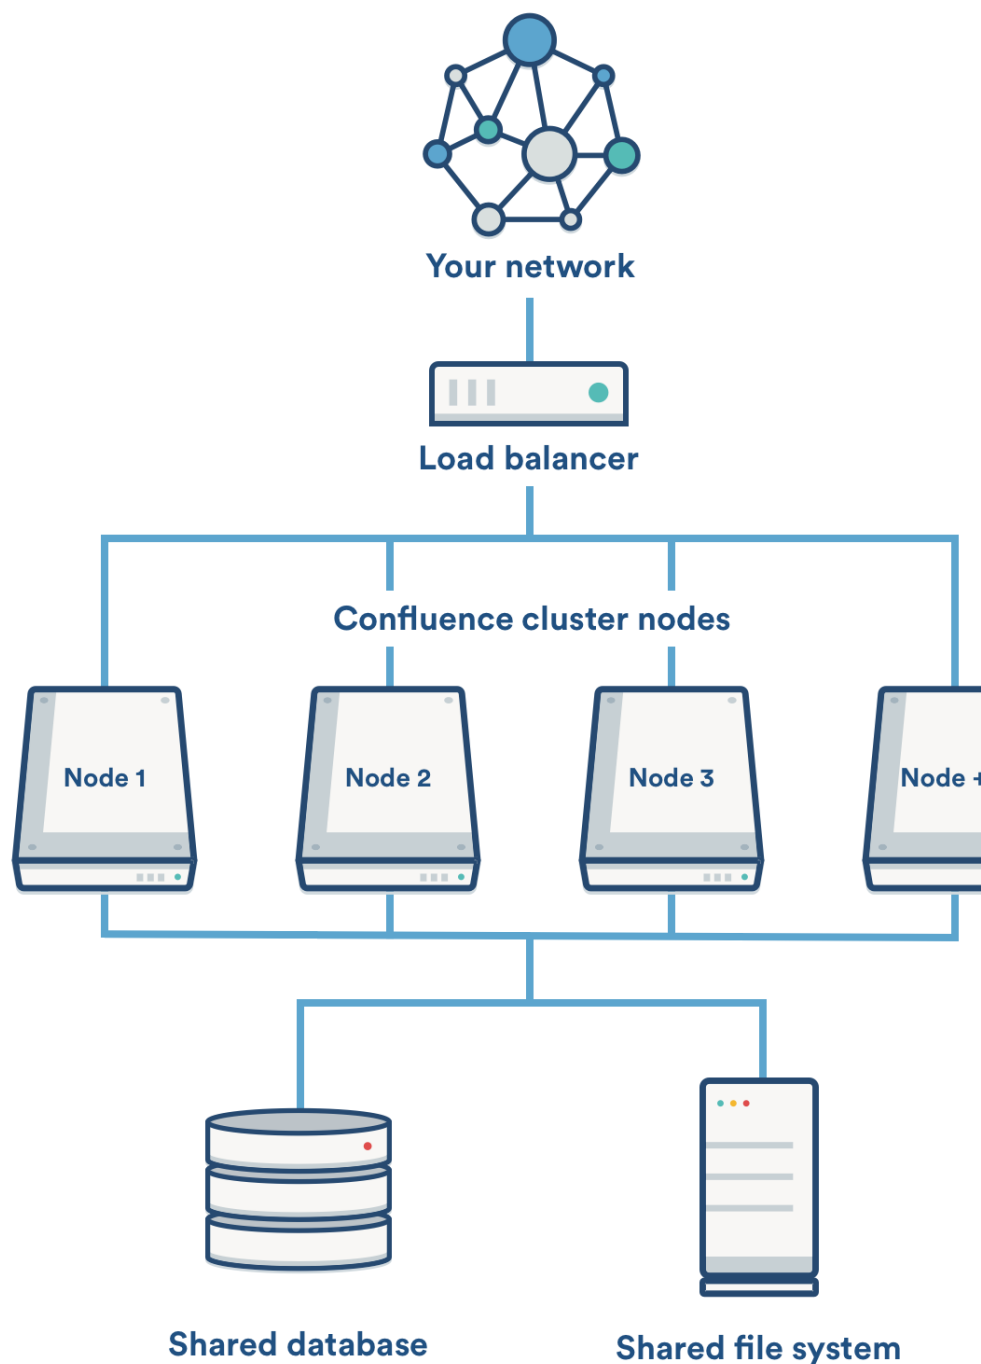 Your network
Load balancer
Confluence cluster nodes
Node 1
Node 2
Node 3
Node +
Shared database
Shared file system